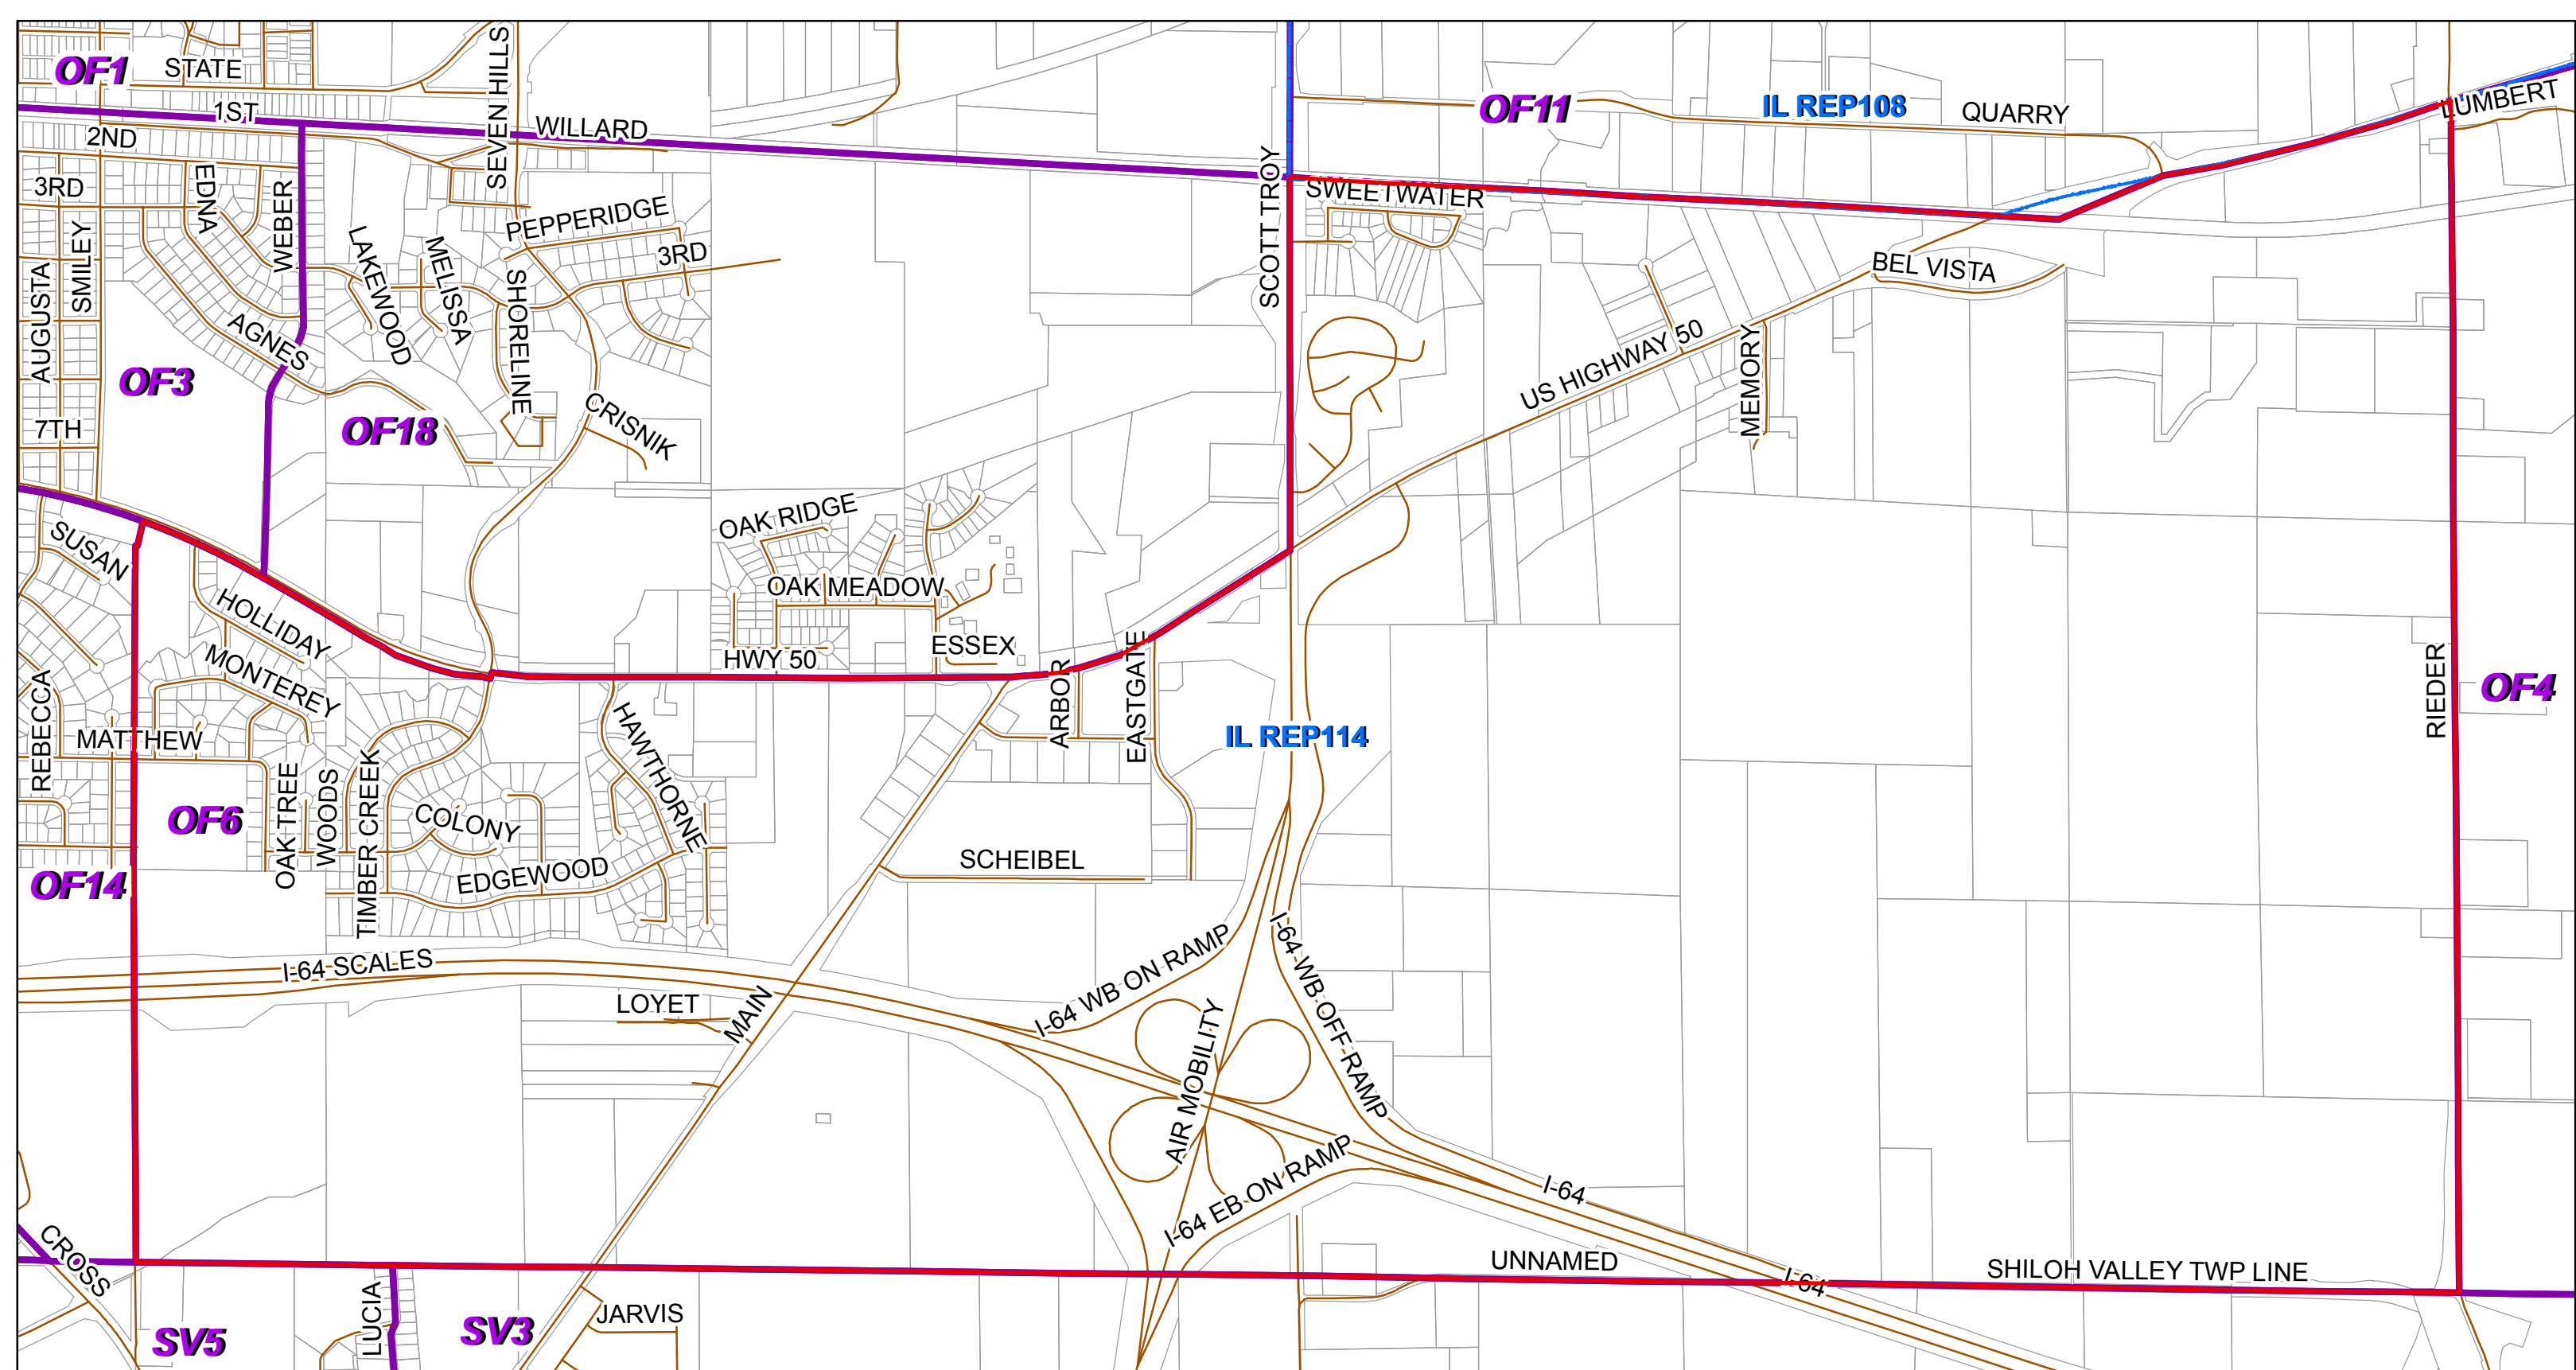 OF1
STATE
SEVEN HILLS
1ST
WILLARD
2ND
OF11
IL REP108
QUARRY
LUMBERT
3RD
EDNA
WEBER
SMILEY
AUGUSTA
LAKEWOOD
MELISSA
PEPPERIDGE
3RD
SHORELINE
SCOTT TROY
SWEETWATER
BEL VISTA
AGNES
OF3
OF18
7TH
CRISNIK
US HIGHWAY 50
MEMORY
OAK RIDGE
SUSAN
OAK MEADOW
HOLLIDAY
MONTEREY
HWY 50
ESSEX
ARBOR
EASTGATE
REBECCA
MATTHEW
HAWTHORNE
IL REP114
RIEDER
OF4
OF6
OAK TREE
WOODS
TIMBER CREEK
COLONY
EDGEWOOD
SCHEIBEL
OF14
I-64 SCALES
LOYET
MAIN
I-64 WB ON RAMP
I-64 WB OFF RAMP
AIR MOBILITY
I-64 EB ON RAMP
I-64
CROSS
UNNAMED
I-64
SHILOH VALLEY TWP LINE
LUCIA
SV5
SV3
JARVIS